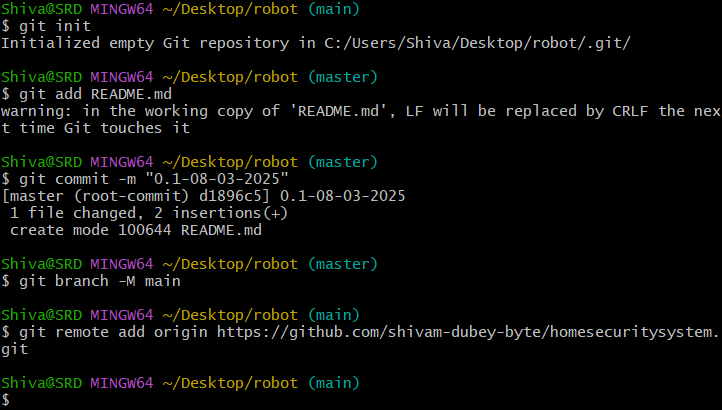 Shiva@SRD MINGW64 ~/Desktop/robot (main)
$ git init
Initialized empty Git repository in C:/Users/Shiva/Desktop/robot/.git/
Shiva@SRD MINGW64 ~/Desktop/robot (master)
$ git add README.md
warning: in the working copy of 'README.md', LF will be replaced by CRLF the nex
t time Git touches it
Shiva@SRD MINGW64 ~/Desktop/robot (master)
$ git commit -m "0.1-08-03-2025"
[master (root-commit) d1896c5] 0.1-08-03-2025
 1 file changed, 2 insertions(+)
 create mode 100644 README.md
Shiva@SRD MINGW64 ~/Desktop/robot (master)
$ git branch -M main
Shiva@SRD MINGW64 ~/Desktop/robot (main)
$ git remote add origin https://github.com/shivam-dubey-byte/homesecuritysystem.
git
Shiva@SRD MINGW64 ~/Desktop/robot (main)
$